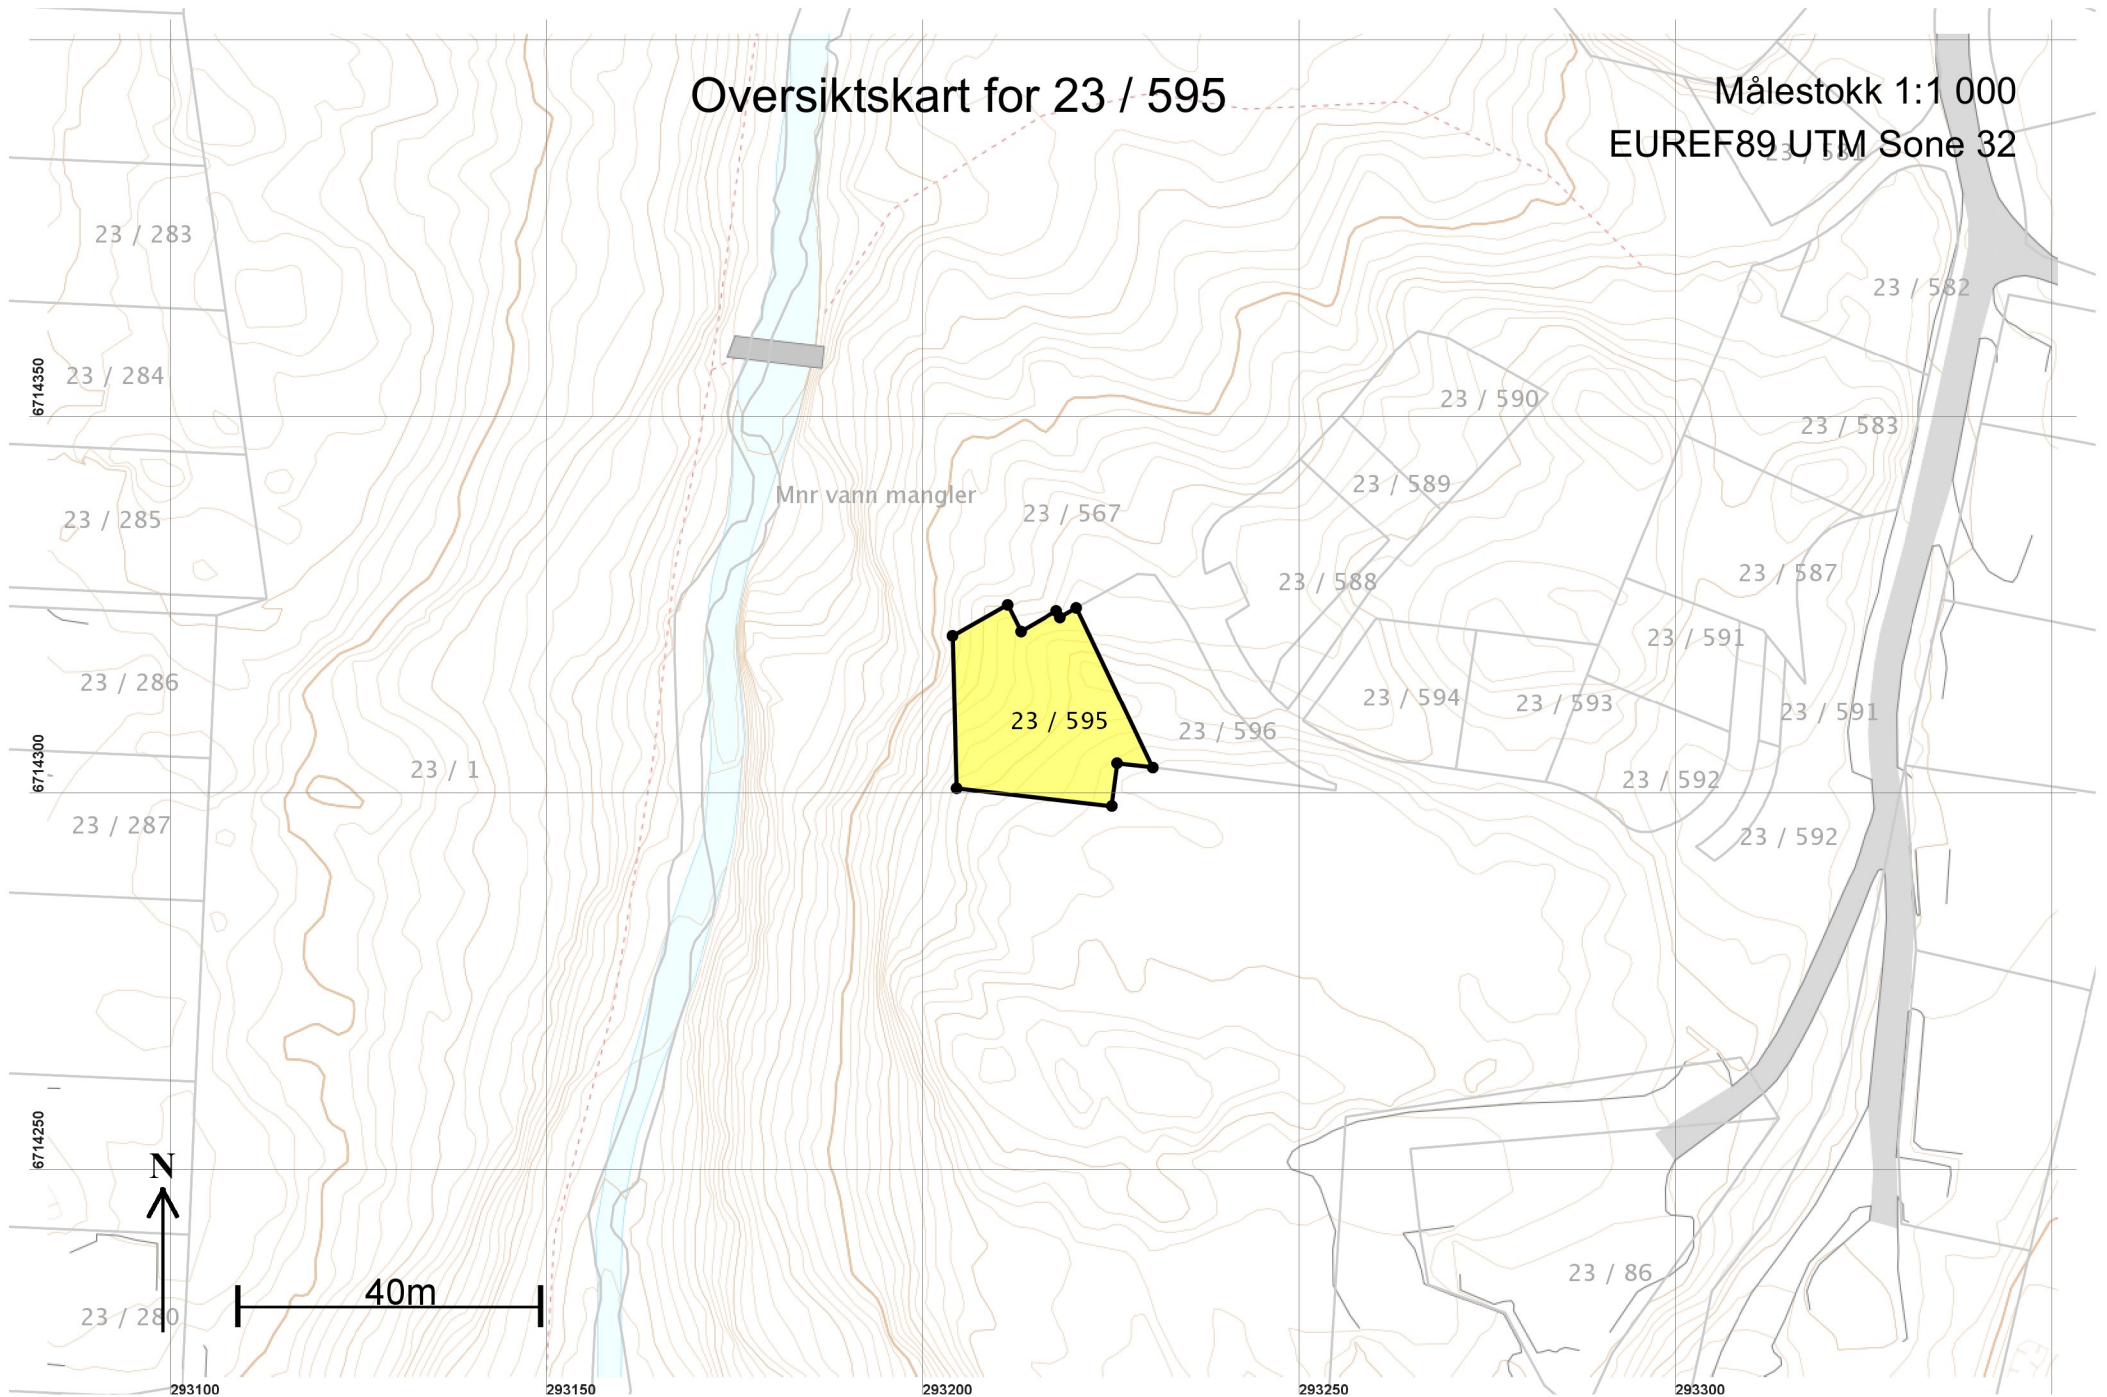 Oversiktskart for 23 / 595
Målestokk 1:1 000
EUREF89 UTM Sone 32
23 / 581
23 / 283
23 / 582
6714350
23 / 284
23 / 590
23 / 583
23 / 589
Mnr vann mangler
23 / 567
23 / 285
23 / 588
23 / 587
23 / 591
23 / 286
23 / 594
23 / 593
23 / 591
23 / 595
23 / 596
6714300
23 / 1
23 / 592
23 / 287
23 / 592
6714250
N
23 / 86
40m
23 / 280
293100
293150
293200
293250
293300